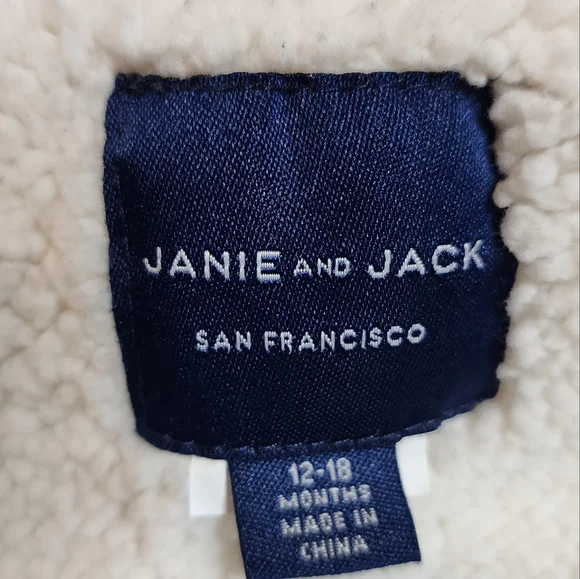 JANIE AND JACK
SAN FRANCISCO
12-18
MONTHS
MADE IN
CHINA